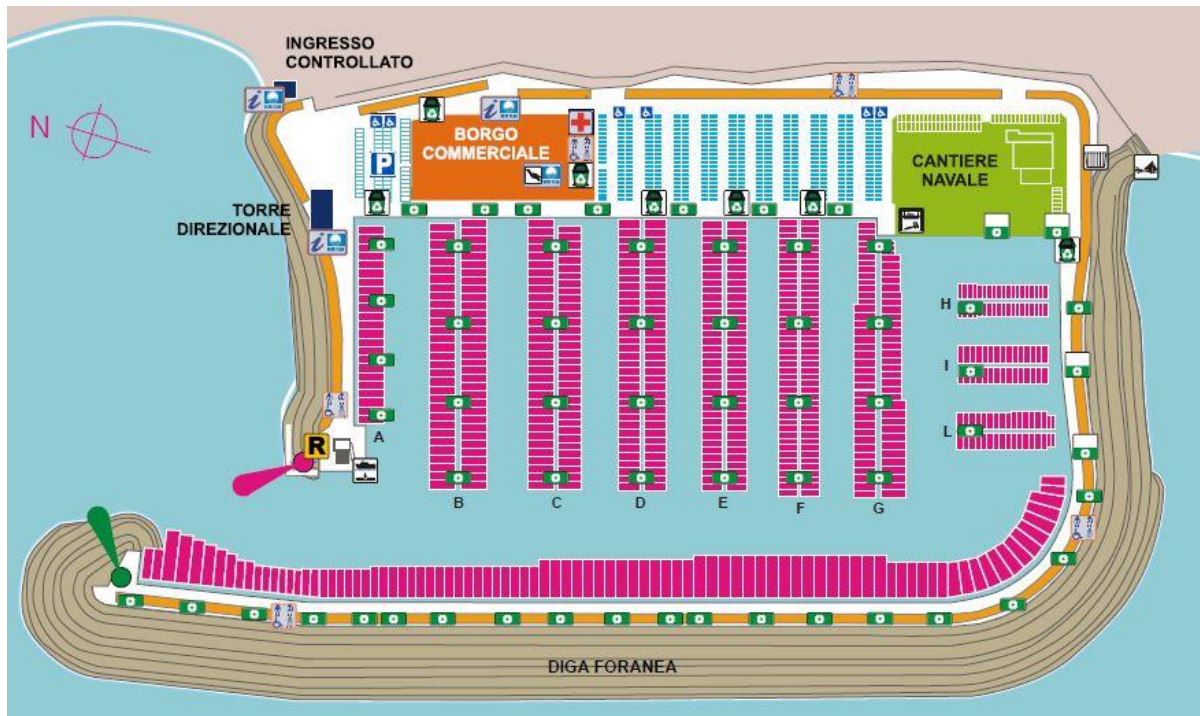 INGRESSO
CONTROLLATO
N
BORGO
COMMERCIALE
P
CANTIERE
NAVALE
TORRE
DIREZIONALE
i
i
i
H
I
L
A
R
B
C
D
E
F
G
DIGA FORANEA